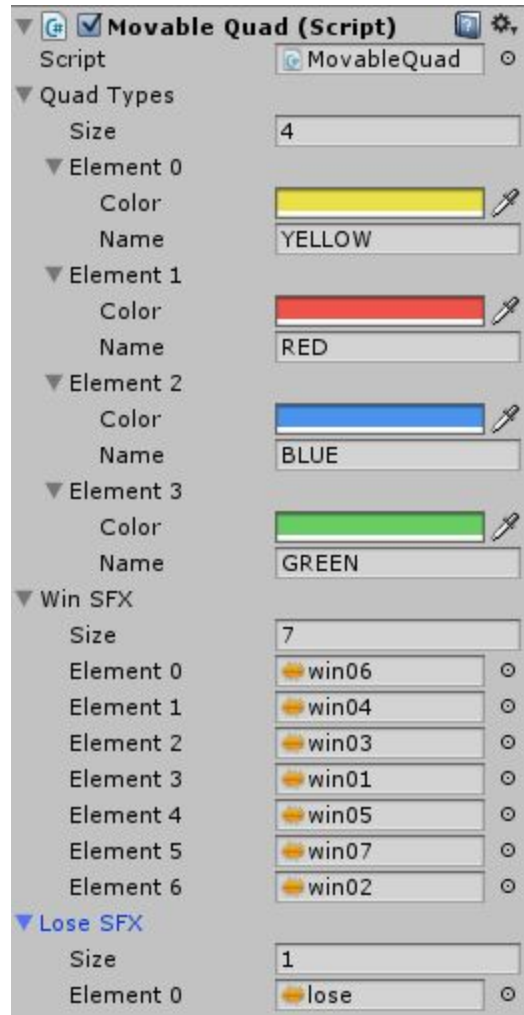 Movable Quad (Script)
Script MovableQuad
Quad Types
Size 4
Element 0
Color
Name YELLOW
Element 1
Color
Name RED
Element 2
Color
Name BLUE
Element 3
Color
Name GREEN
Win SFX
Size 7
Element 0 win06
Element 1 win04
Element 2 win03
Element 3 win01
Element 4 win05
Element 5 win07
Element 6 win02
Lose SFX
Size 1
Element 0 lose